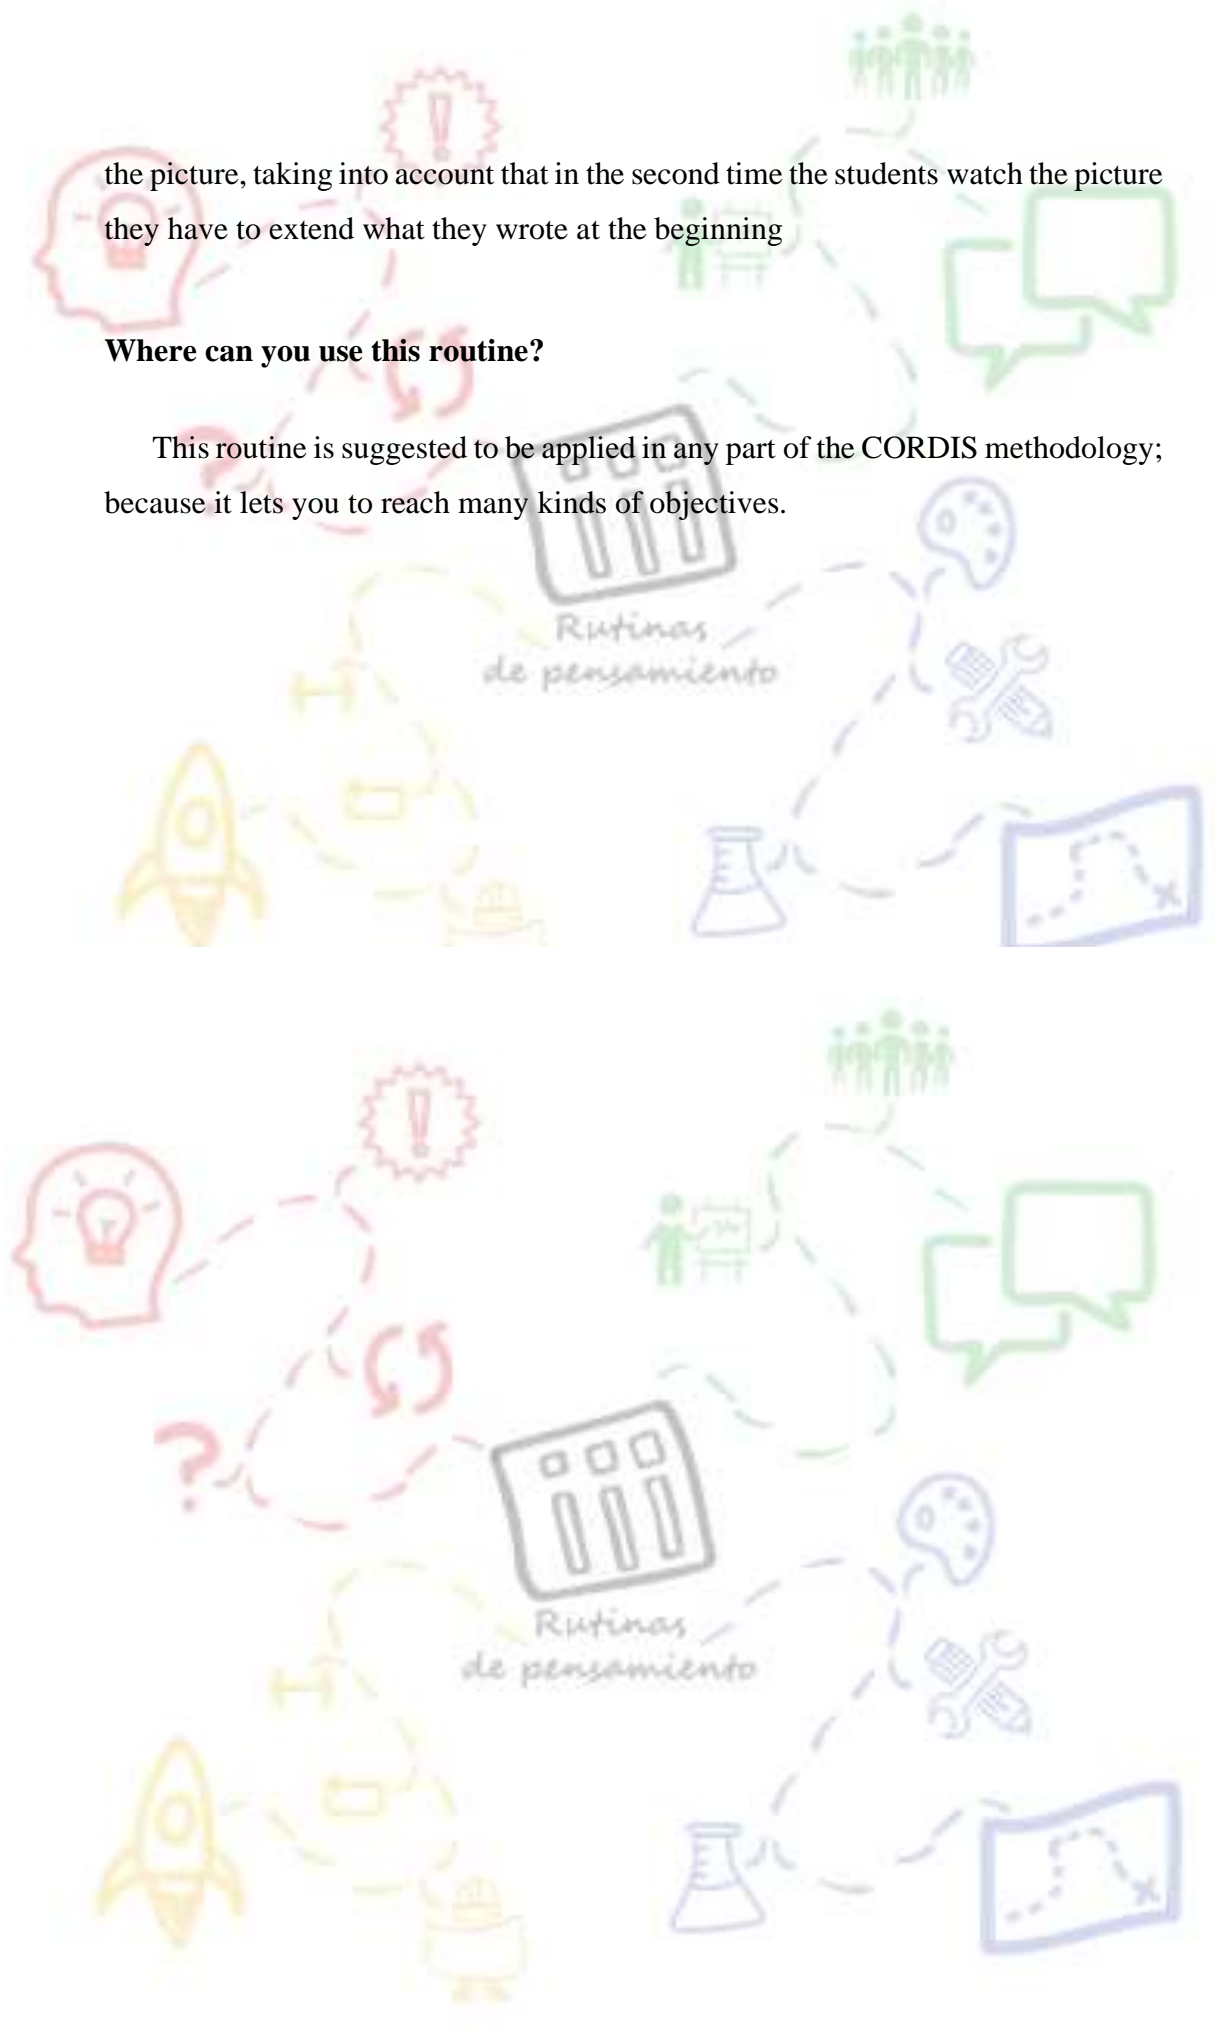 the picture, taking into account that in the second time the students watch the picture
they have to extend what they wrote at the beginning
Where can you use this routine?
This routine is suggested to be applied in any part of the CORDIS methodology;
because it lets you to reach many kinds of objectives.
Rutinas
de pensamiento
Rutinas
de pensamiento